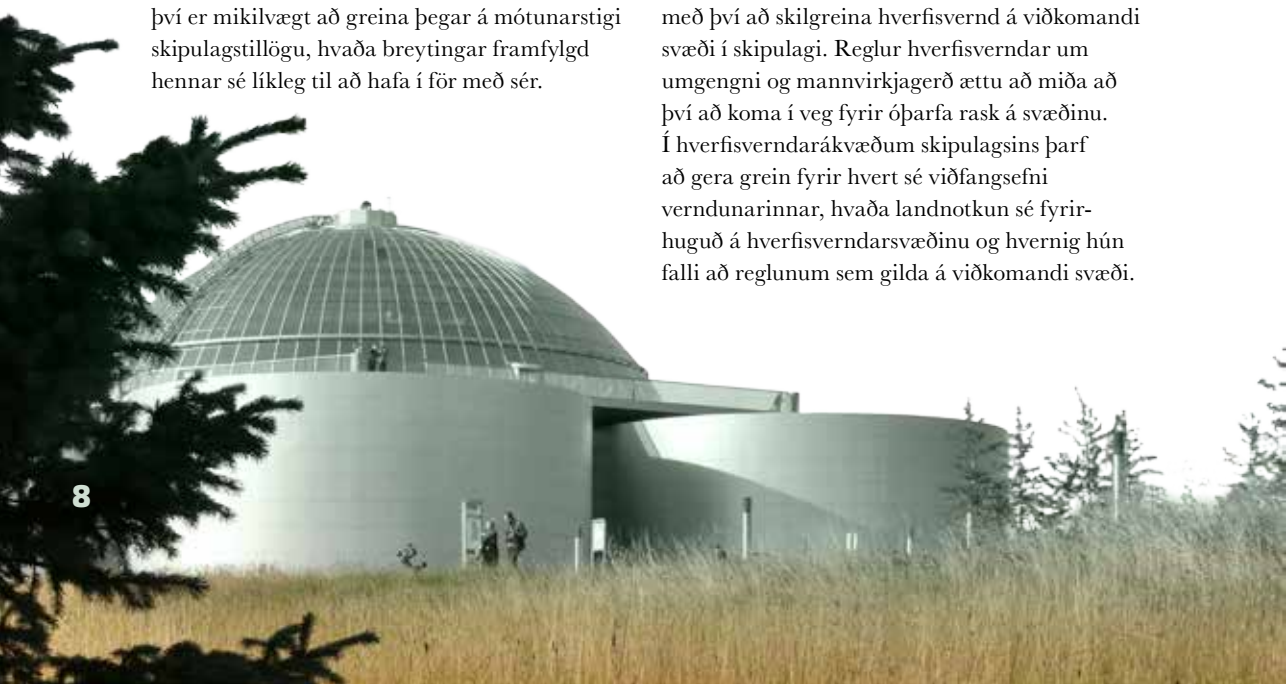 því er mikilvægt að greina þegar á mótunarstigi
skipulagstillögu, hvaða breytingar framfylgd
hennar sé líkleg til að hafa í för með sér.
með því að skilgreina hverfisvernd á viðkomandi
svæði í skipulagi. Reglur hverfisverndar um
umgengni og mannvirkjagerð ættu að miða að
því að koma í veg fyrir óþarfa rask á svæðinu.
Í hverfisverndarákvæðum skipulagsins þarf
að gera grein fyrir hvert sé viðfangsefni
verndunarinnar, hvaða landnotkun sé fyrir-
huguð á hverfisverndarsvæðinu og hvernig hún
falli að reglunum sem gilda á viðkomandi svæði.
8